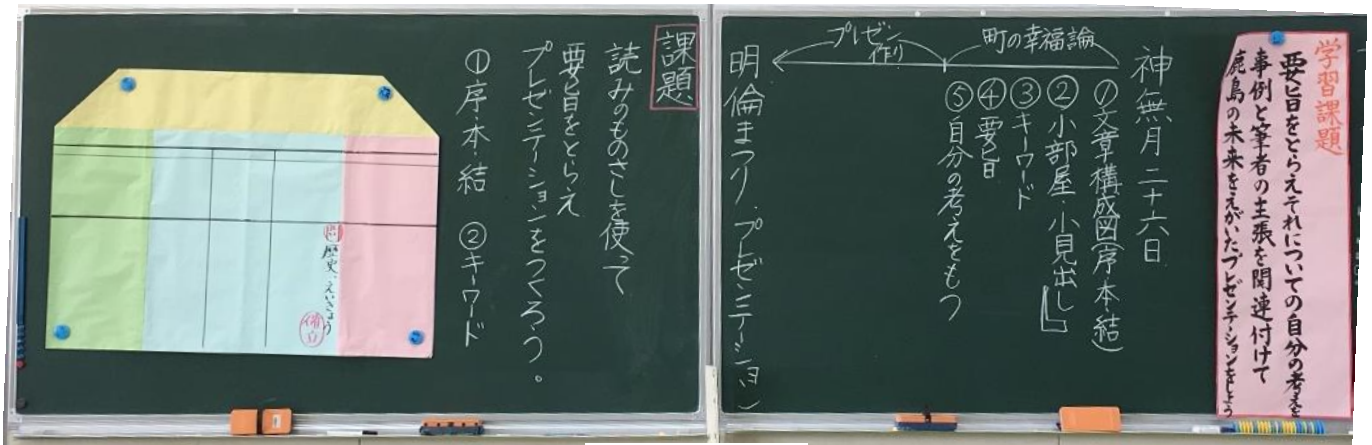 学習課題
要旨をとらえそれについての自分の考えを
事例と筆者の主張を関連付けて
鹿島の未来をえがいたプレゼンテーションをしよう
神無月二十六日
町の幸福論
プレゼン
作り
①文章構成図(序・本・結)
②小部屋・小見出し
③キーワード
④要旨
⑤自分の考えをもつ
明倫まつり・プレゼンテーション
課題
読みのものさしを使って
要旨をとらえ
プレゼンテーションをつくろう。
①序・本・結 ②キーワード
歴史、えいきょう